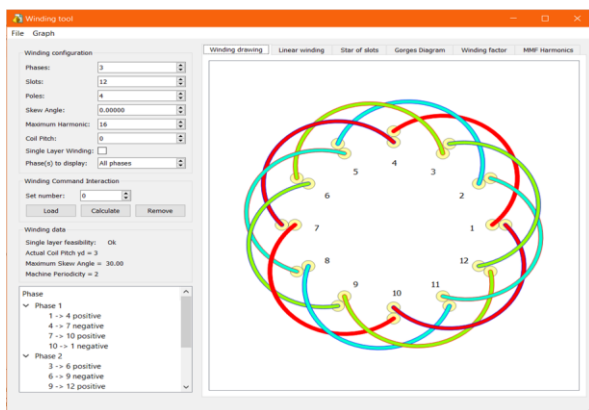 Winding tool
File Graph
Winding configuration
Phases: 3
Slots: 12
Poles: 4
Skew Angle: 0.00000
Maximum Harmonic: 16
Coil Pitch: 0
Single Layer Winding:
Phase(s) to display: All phases
Winding Command Interaction
Set number: 0
Load Calculate Remove
Winding data
Single layer feasibility: Ok
Actual Coil Pitch yd = 3
Maximum Skew Angle = 30.00
Machine Periodicity = 2
Phase
Phase 1
1 -> 4 positive
4 -> 7 negative
7 -> 10 positive
10 -> 1 negative
Phase 2
3 -> 6 positive
6 -> 9 negative
9 -> 12 positive
Winding drawing Linear winding Star of slots Gorges Diagram Winding factor MMF Harmonics
4
5 3
6 2
7 1
8 12
9 10 11